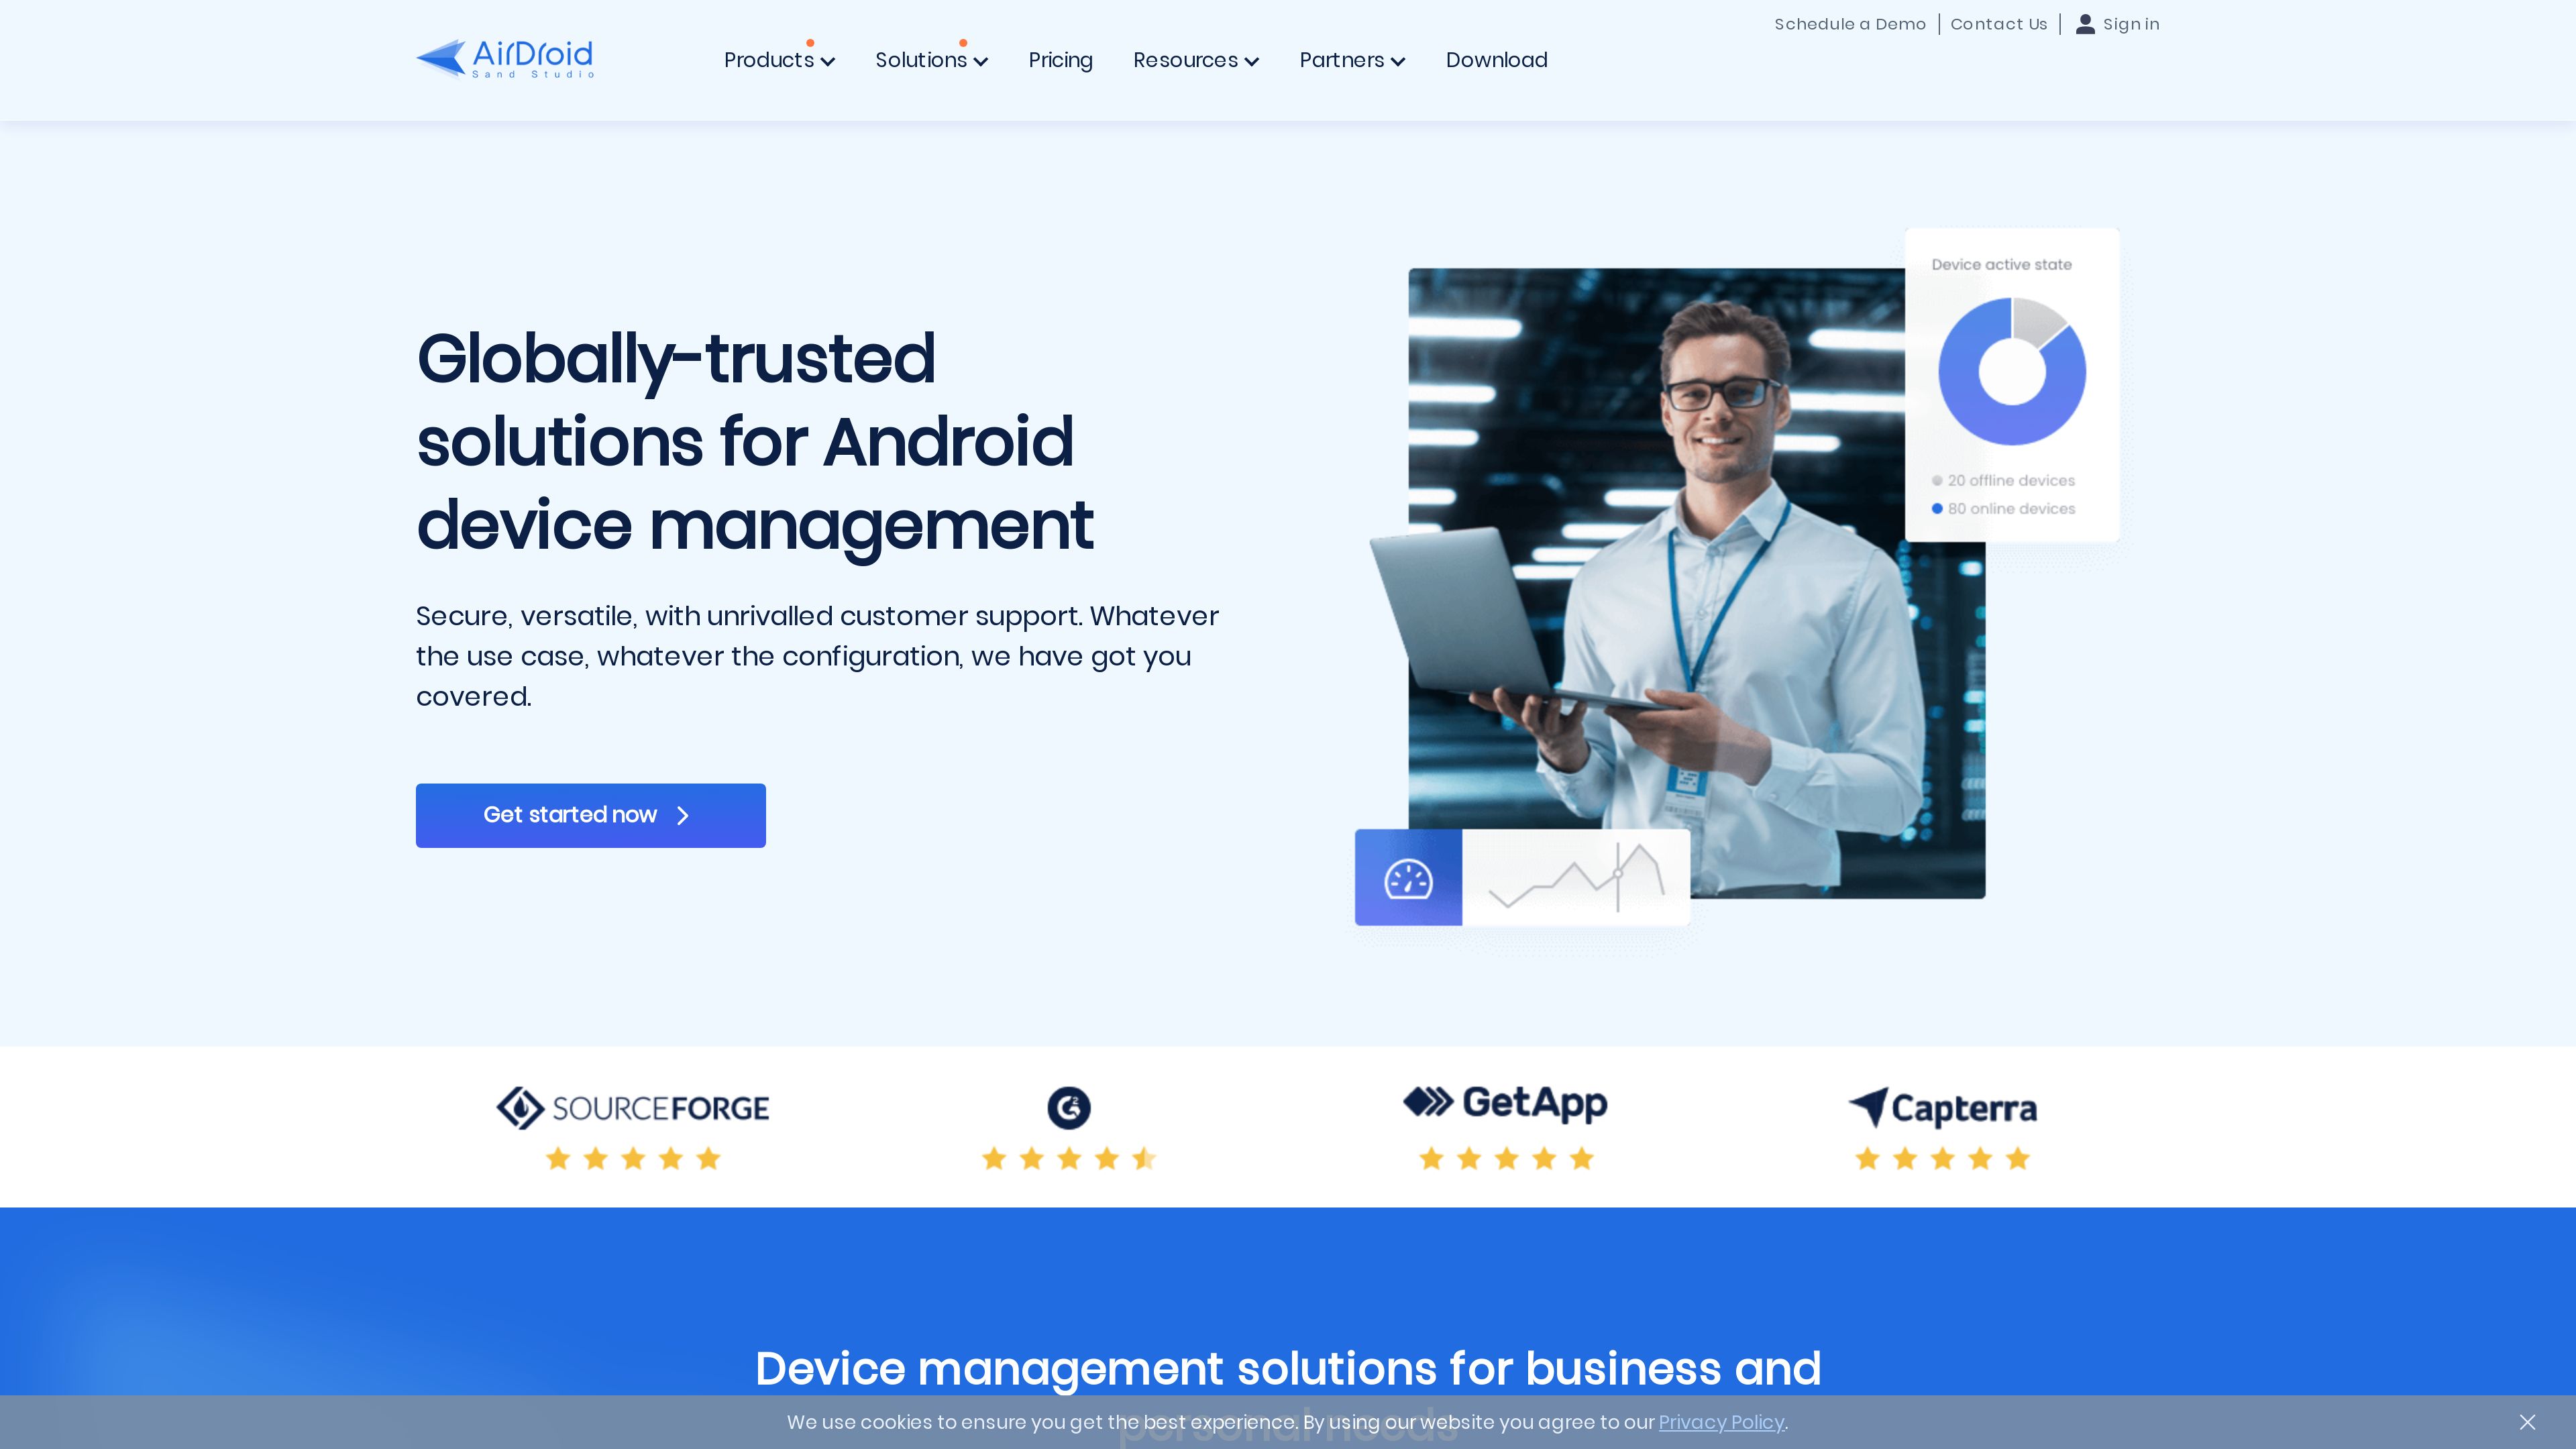 Schedule a Demo
Contact Us
Sign in
AirDroid
Sand Studio
Products
Solutions
Pricing
Resources
Partners
Download
Globally-trusted
solutions for Android
device management
Secure, versatile, with unrivalled customer support. Whatever
the use case, whatever the configuration, we have got you
covered.
Get started now
Device active state
20 offline devices
80 online devices
SOURCEFORGE
G2
GetApp
Capterra
Device management solutions for business and
personal needs
We use cookies to ensure you get the best experience. By using our website you agree to our Privacy Policy.